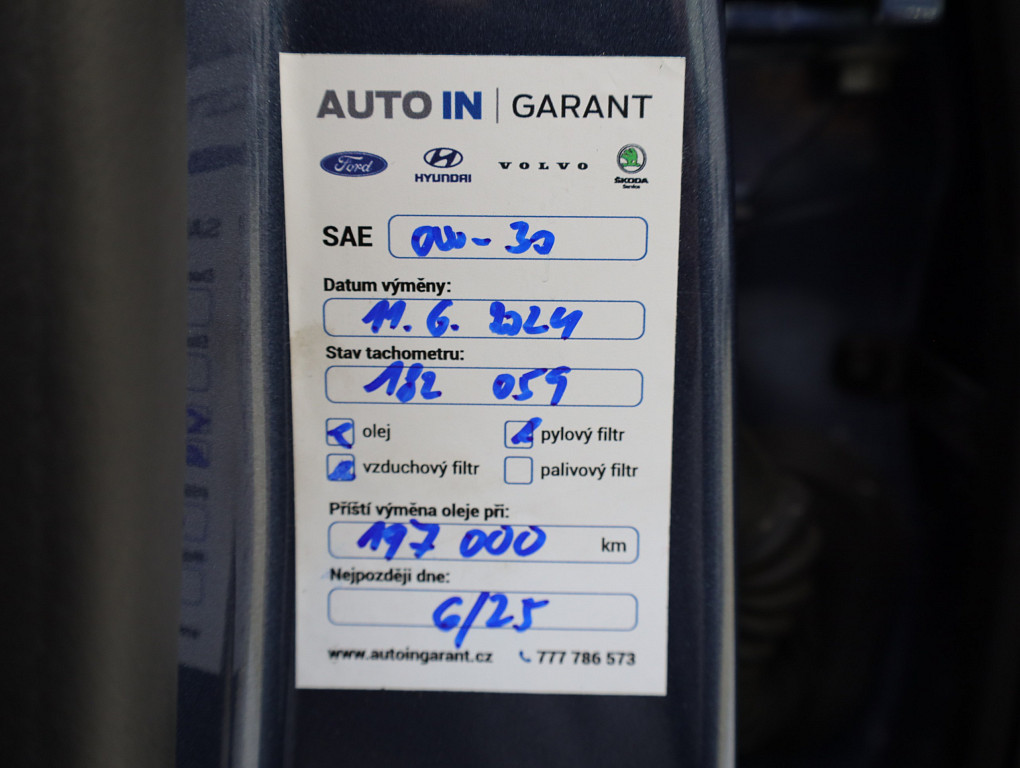 AUTO IN | GARANT
Ford HYUNDAI VOLVO ŠKODA Service
SAE 0W-30
Datum výměny:
11. 6. 2024
Stav tachometru:
182 059
olej pylový filtr
vzduchový filtr palivový filtr
Příští výměna oleje při:
197 000 km
Nejpozději dne:
6/25
www.autoingarant.cz 777 786 573